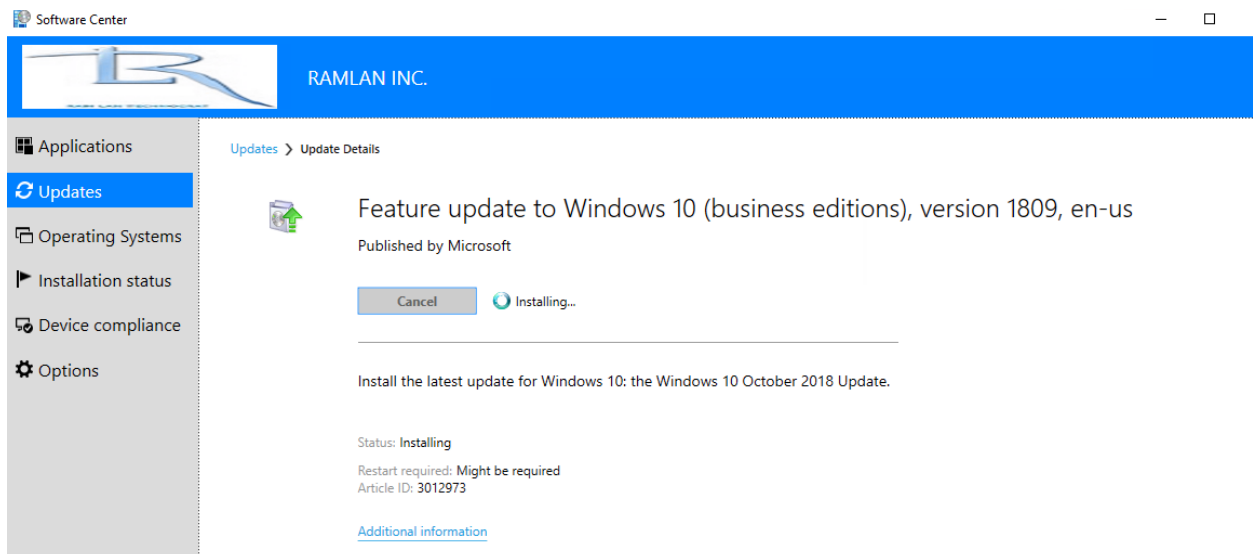 Software Center
RAMLAN INC.
Applications
Updates
Operating Systems
Installation status
Device compliance
Options
Updates ❯ Update Details
Feature update to Windows 10 (business editions), version 1809, en-us
Published by Microsoft
Cancel
Installing...
Install the latest update for Windows 10: the Windows 10 October 2018 Update.
Status: Installing
Restart required: Might be required
Article ID: 3012973
Additional information